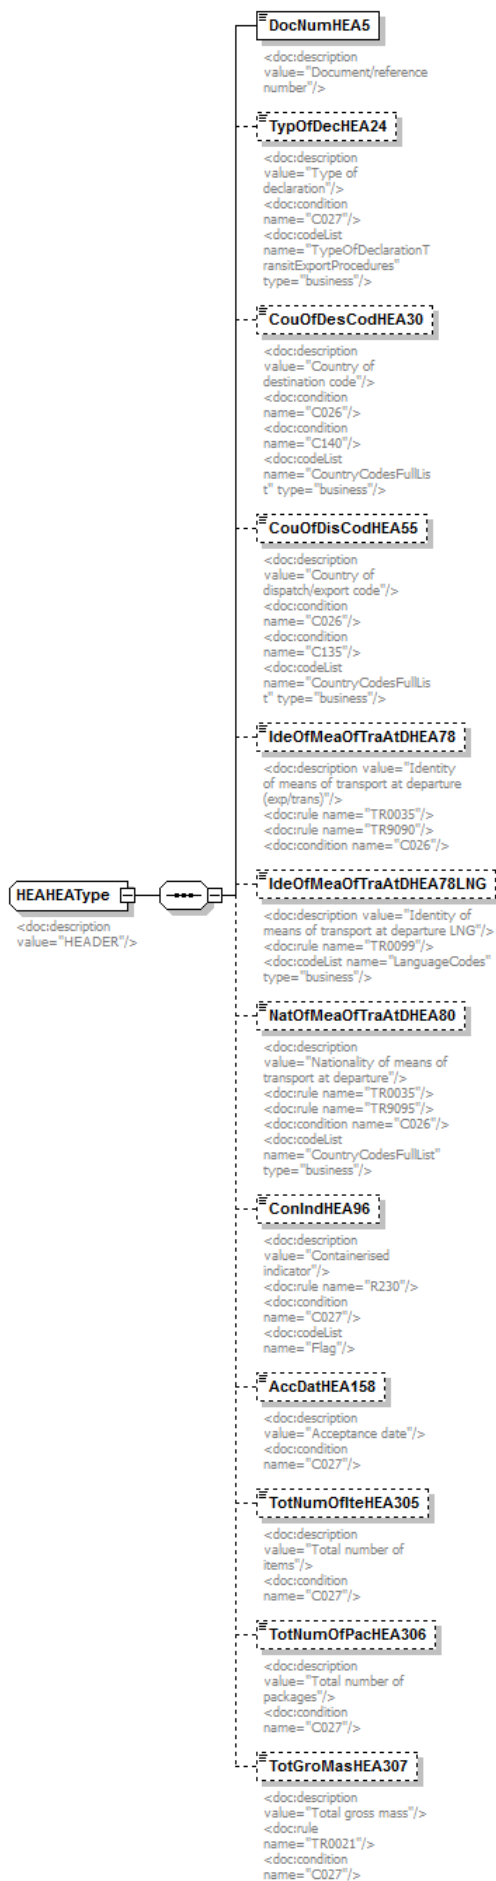 DocNumHEA5
<doc:description
value="Document/reference
number"/>
TypOfDecHEA24
<doc:description
value="Type of
declaration"/>
<doc:condition
name="C027"/>
<doc:codeList
name="TypeOfDeclarationT
ransitExportProcedures"
type="business"/>
CouOfDesCodHEA30
<doc:description
value="Country of
destination code"/>
<doc:condition
name="C026"/>
<doc:condition
name="C140"/>
<doc:codeList
name="CountryCodesFullLis
t" type="business"/>
CouOfDisCodHEA55
<doc:description
value="Country of
dispatch/export code"/>
<doc:condition
name="C026"/>
<doc:condition
name="C135"/>
<doc:codeList
name="CountryCodesFullLis
t" type="business"/>
IdeOfMeaOfTraAtDHEA78
<doc:description value="Identity
of means of transport at departure
(exp/trans)"/>
<doc:rule name="TR0035"/>
<doc:rule name="TR9090"/>
<doc:condition name="C026"/>
HEAHEAType
<doc:description
value="HEADER"/>
IdeOfMeaOfTraAtDHEA78LNG
<doc:description value="Identity of
means of transport at departure LNG"/>
<doc:rule name="TR0099"/>
<doc:codeList name="LanguageCodes"
type="business"/>
NatOfMeaOfTraAtDHEA80
<doc:description
value="Nationality of means of
transport at departure"/>
<doc:rule name="TR0035"/>
<doc:rule name="TR9095"/>
<doc:condition name="C026"/>
<doc:codeList
name="CountryCodesFullList"
type="business"/>
ConIndHEA96
<doc:description
value="Containerised
indicator"/>
<doc:rule name="R230"/>
<doc:condition
name="C027"/>
<doc:codeList
name="Flag"/>
AccDatHEA158
<doc:description
value="Acceptance date"/>
<doc:condition
name="C027"/>
TotNumOfIteHEA305
<doc:description
value="Total number of
items"/>
<doc:condition
name="C027"/>
TotNumOfPacHEA306
<doc:description
value="Total number of
packages"/>
<doc:condition
name="C027"/>
TotGroMasHEA307
<doc:description
value="Total gross mass"/>
<doc:rule
name="TR0021"/>
<doc:condition
name="C027"/>